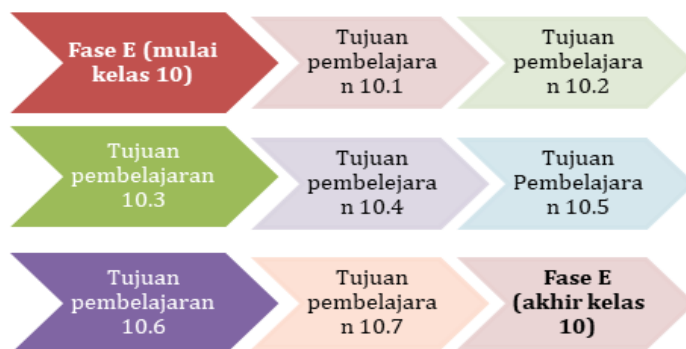 Fase E (mulai
kelas 10)
Tujuan
pembelajara
n 10.1
Tujuan
pembelajara
n 10.2
Tujuan
pembelajaran
10.3
Tujuan
pembelejara
n 10.4
Tujuan
Pembelajara
n 10.5
Tujuan
pembelajaran
10.6
Tujuan
pembelajara
n 10.7
Fase E
(akhir kelas
10)